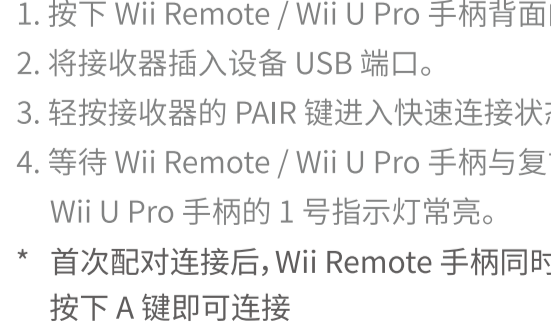 1. 按下 Wii Remote / Wii U Pro 手柄背面
2. 将接收器插入设备 USB 端口。
3. 轻按接收器的 PAIR 键进入快速连接状
4. 等待 Wii Remote / Wii U Pro 手柄与复
Wii U Pro 手柄的 1 号指示灯常亮。
* 首次配对连接后，Wii Remote 手柄同时
按下 A 键即可连接